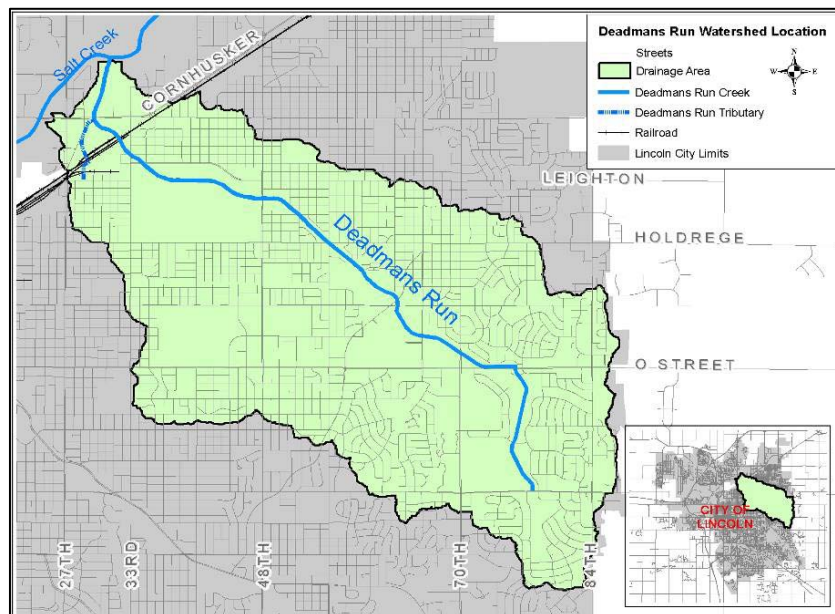 Deadmans Run Watershed Location
Streets
Drainage Area
Deadmans Run Creek
Deadmans Run Tributary
Railroad
Lincoln City Limits
N
W E
S
Salt Creek
CORNHUSKER
LEIGHTON
HOLDREGE
Deadmans Run
O STREET
27TH
33RD
48TH
70TH
84TH
CITY OF
LINCOLN